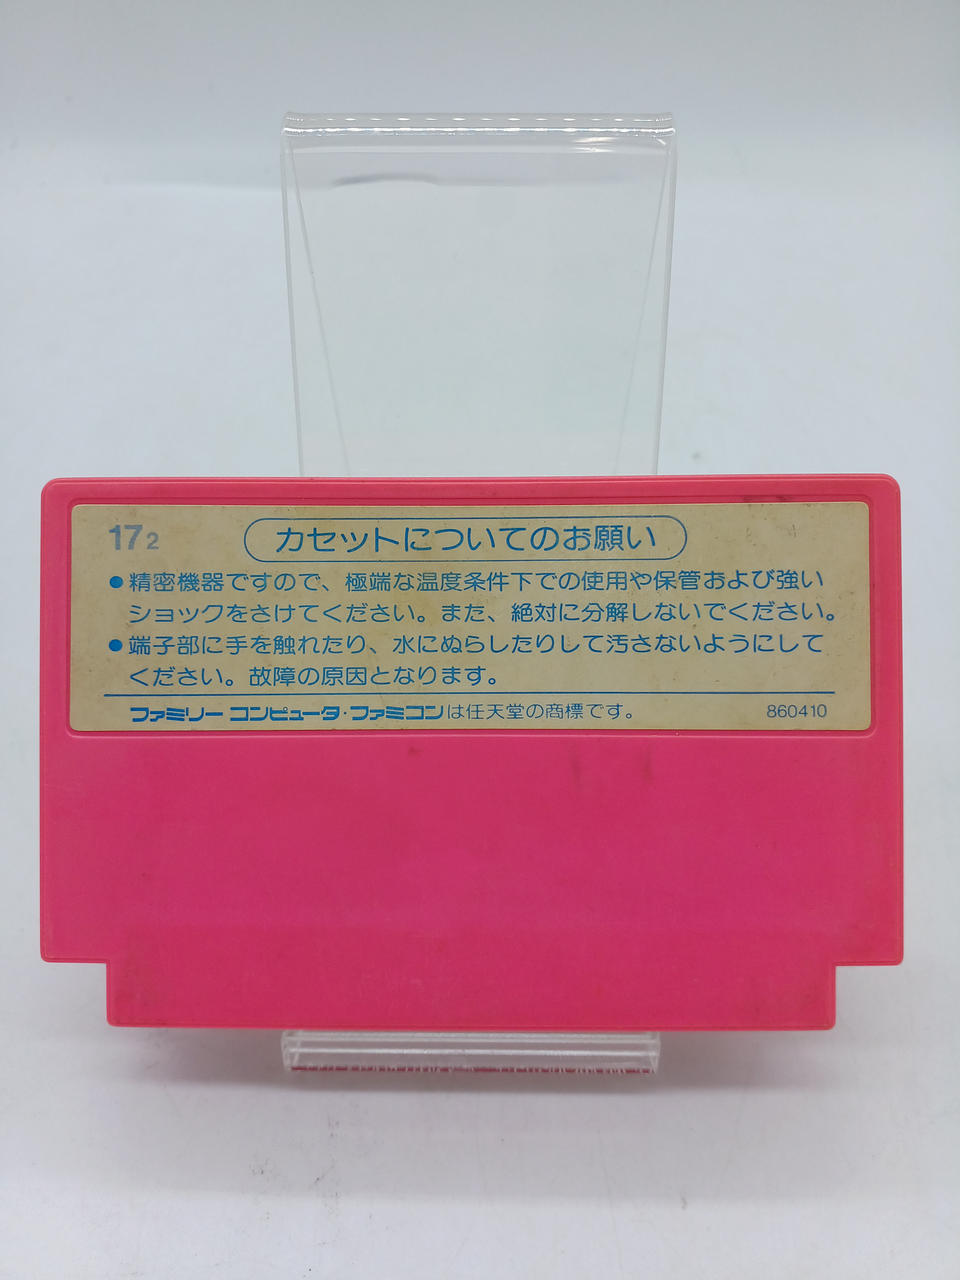 172
カセットについてのお願い
●精密機器ですので、極端な温度条件下での使用や保管および強い
ショックをさけてください。また、絶対に分解しないでください。
●端子部に手を触れたり、水にぬらしたりして汚さないようにして
ください。故障の原因となります。
ファミリー コンピュータ・ファミコンは任天堂の商標です。 860410